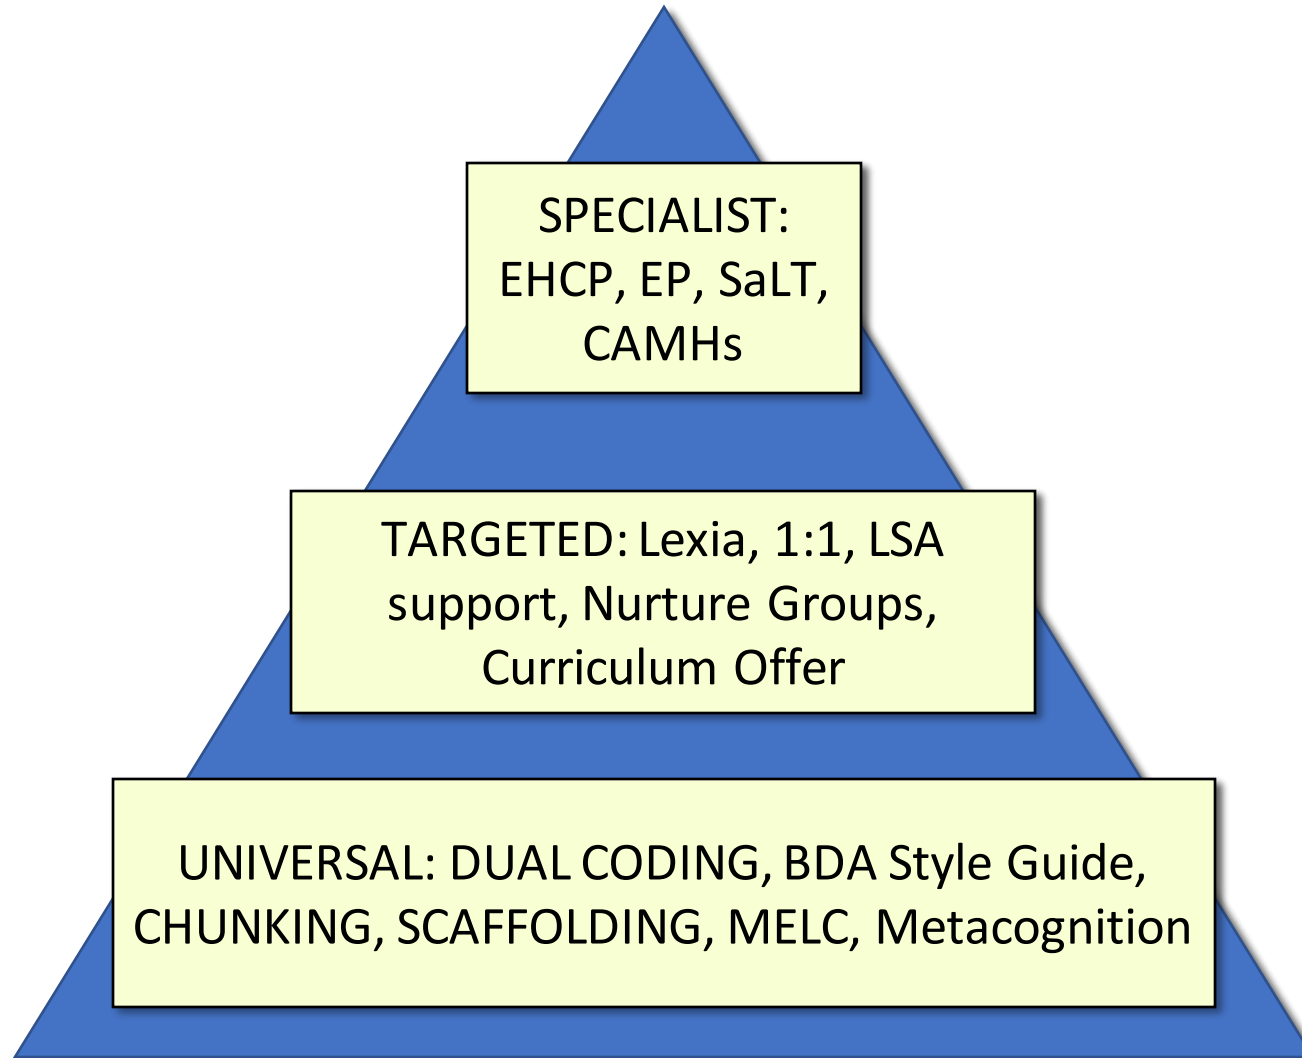 SPECIALIST:
EHCP, EP, SaLT,
CAMHs
TARGETED: Lexia, 1:1, LSA
support, Nurture Groups,
Curriculum Offer
UNIVERSAL: DUAL CODING, BDA Style Guide,
CHUNKING, SCAFFOLDING, MELC, Metacognition